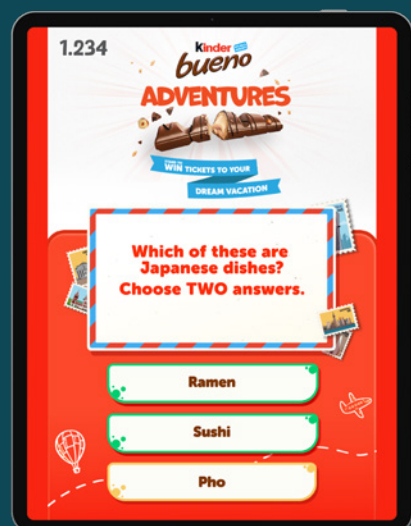 1.234
Kinder
bueno
ADVENTURES
WIN TICKETS TO YOUR
DREAM VACATION
Which of these are
Japanese dishes?
Choose TWO answers.
Ramen
Sushi
Pho